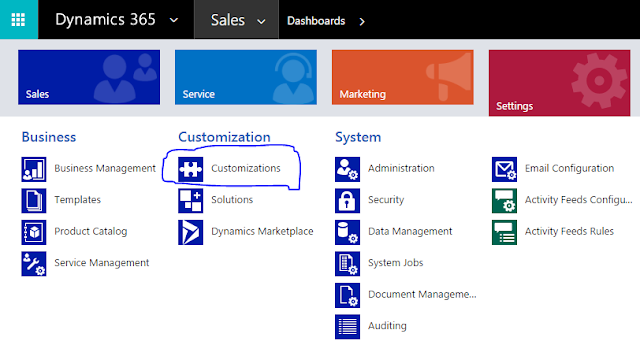 Dynamics 365 Sales Dashboards
Sales Service Marketing Settings
Business Customization System
Business Management Customizations Administration Email Configuration
Templates Solutions Security Activity Feeds Configu...
Product Catalog Dynamics Marketplace Data Management Activity Feeds Rules
Service Management System Jobs
Document Manageme...
Auditing